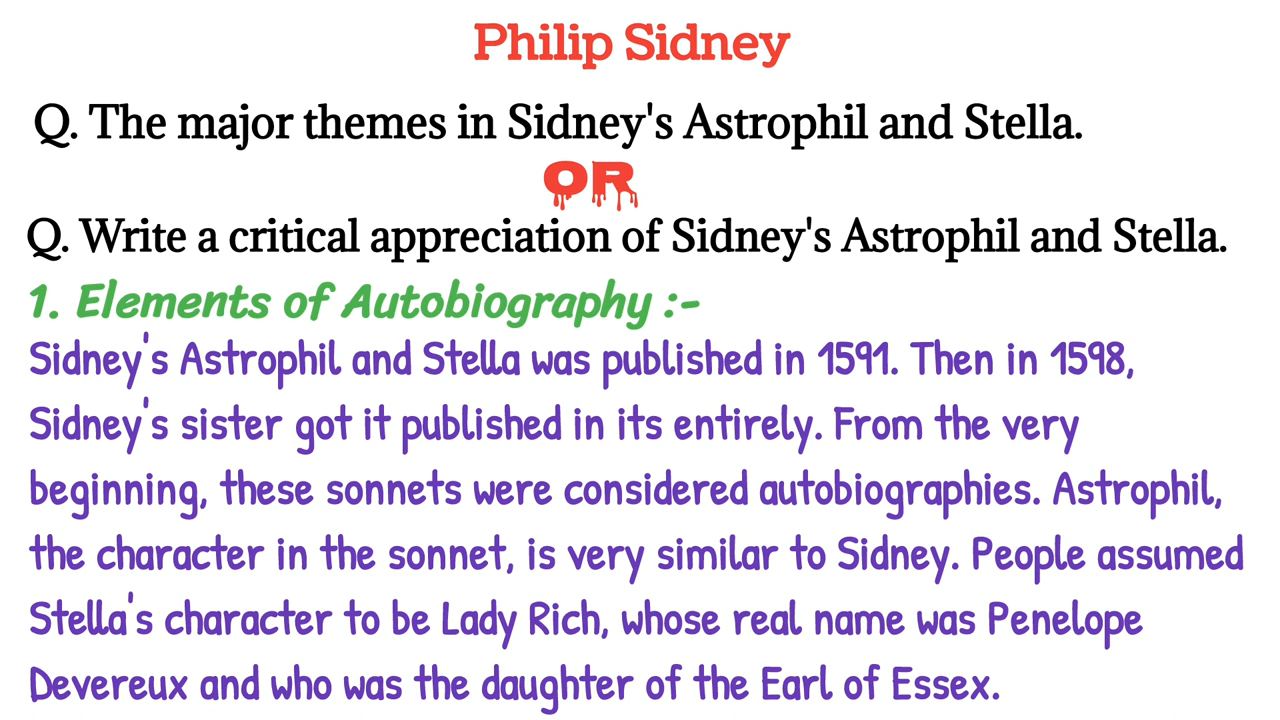 Philip Sidney
Q. The major themes in Sidney's Astrophil and Stella.
OR
Q. Write a critical appreciation of Sidney's Astrophil and Stella.
1. Elements of Autobiography :-
Sidney's Astrophil and Stella was published in 1591. Then in 1598,
Sidney's sister got it published in its entirely. From the very
beginning, these sonnets were considered autobiographies. Astrophil,
the character in the sonnet, is very similar to Sidney. People assumed
Stella's character to be Lady Rich, whose real name was Penelope
Devereux and who was the daughter of the Earl of Essex.